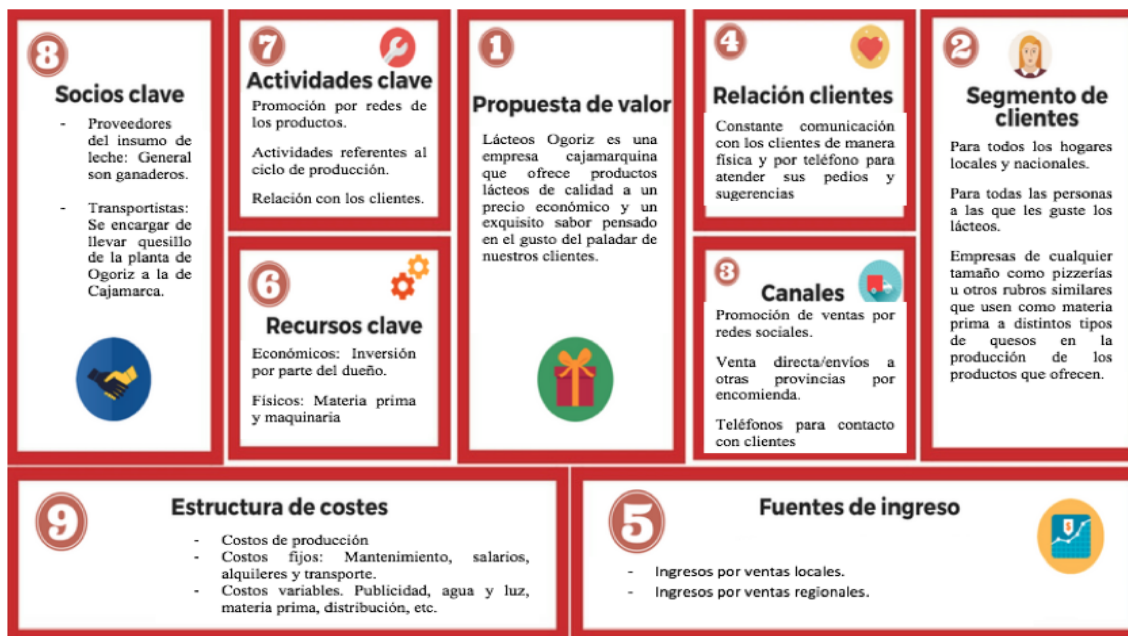 8
Socios clave
- Proveedores
del insumo de
leche: General
son ganaderos.
- Transportistas:
Se encargar de
llevar quesillo
de la planta de
Ogoriz a la de
Cajamarca.
7
Actividades clave
Promoción por redes de
los productos.
Actividades referentes al
ciclo de producción.
Relación con los clientes.
6
Recursos clave
Económicos: Inversión
por parte del dueño.
Físicos: Materia prima
y maquinaria
1
Propuesta de valor
Lácteos Ogoriz es una
empresa cajamarquina
que ofrece productos
lácteos de calidad a un
precio económico y un
exquisito sabor pensado
en el gusto del paladar de
nuestros clientes.
4
Relación clientes
Constante comunicación
con los clientes de manera
física y por teléfono para
atender sus pedios y
sugerencias
3
Canales
Promoción de ventas por
redes sociales.
Venta directa/envíos a
otras provincias por
encomienda.
Teléfonos para contacto
con clientes
2
Segmento de
clientes
Para todos los hogares
locales y nacionales.
Para todas las personas
a las que les guste los
lácteos.
Empresas de cualquier
tamaño como pizzerías
u otros rubros similares
que usen como materia
prima a distintos tipos
de quesos en la
producción de los
productos que ofrecen.
9
Estructura de costes
- Costos de producción
- Costos fijos: Mantenimiento, salarios,
alquileres y transporte.
- Costos variables. Publicidad, agua y luz,
materia prima, distribución, etc.
5
Fuentes de ingreso
$
- Ingresos por ventas locales.
- Ingresos por ventas regionales.